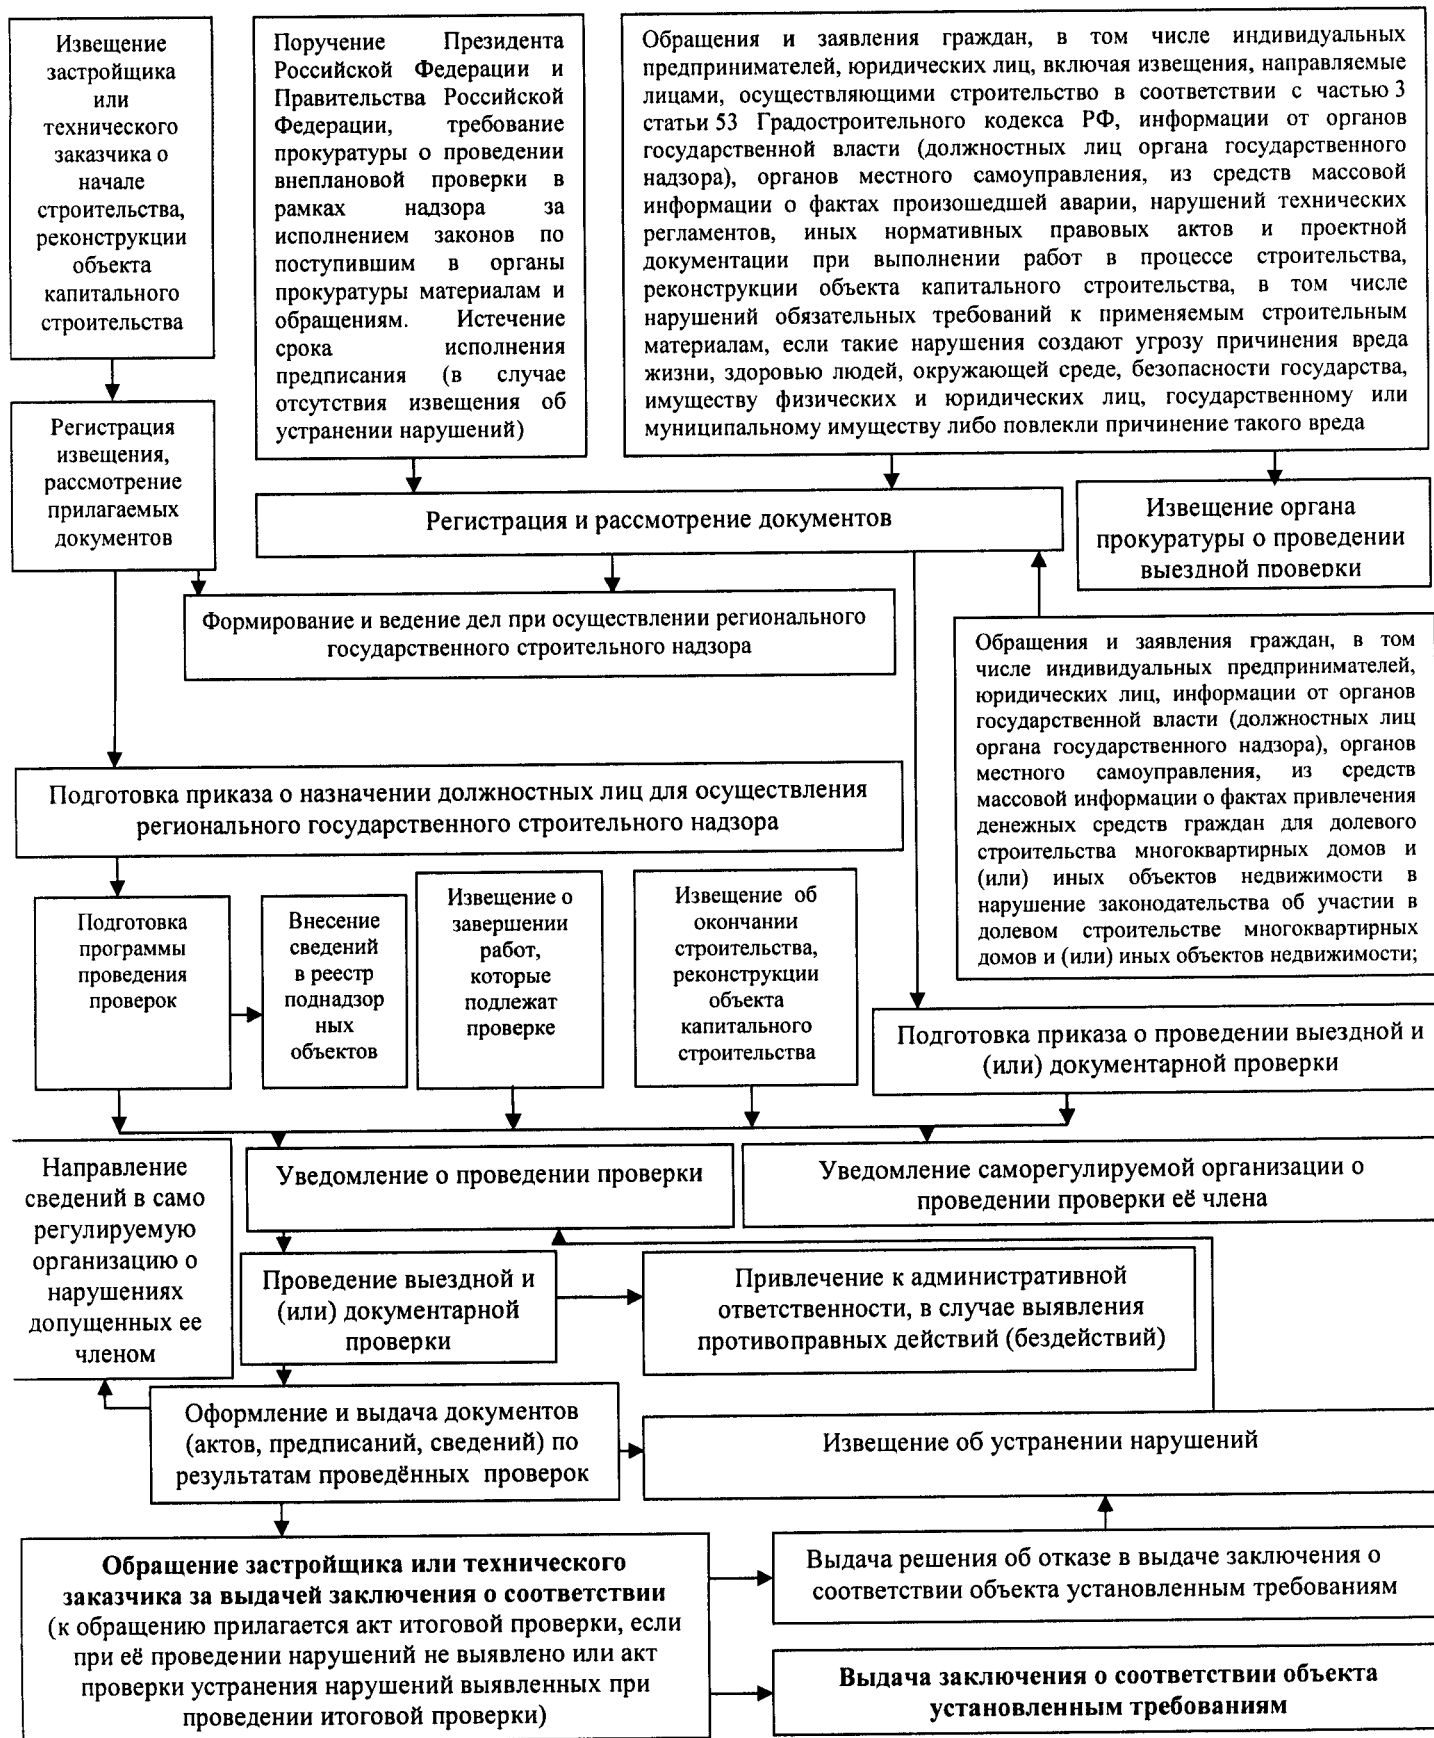 Извещение
застройщика
или
технического
заказчика о
начале
строительства,
реконструкции
объекта
капитального
строительства
Поручение Президента
Российской Федерации и
Правительства Российской
Федерации, требование
прокуратуры о проведении
внеплановой проверки в
рамках надзора за
исполнением законов по
поступившим в органы
прокуратуры материалам и
обращениям. Истечение
срока исполнения
предписания (в случае
отсутствия извещения об
устранении нарушений)
Обращения и заявления граждан, в том числе индивидуальных
предпринимателей, юридических лиц, включая извещения, направляемые
лицами, осуществляющими строительство в соответствии с частью 3
статьи 53 Градостроительного кодекса РФ, информации от органов
государственной власти (должностных лиц органа государственного
надзора), органов местного самоуправления, из средств массовой
информации о фактах произошедшей аварии, нарушений технических
регламентов, иных нормативных правовых актов и проектной
документации при выполнении работ в процессе строительства,
реконструкции объекта капитального строительства, в том числе
нарушений обязательных требований к применяемым строительным
материалам, если такие нарушения создают угрозу причинения вреда
жизни, здоровью людей, окружающей среде, безопасности государства,
имуществу физических и юридических лиц, государственному или
муниципальному имуществу либо повлекли причинение такого вреда
Регистрация
извещения,
рассмотрение
прилагаемых
документов
Регистрация и рассмотрение документов
Извещение органа
прокуратуры о проведении
выездной проверки
Формирование и ведение дел при осуществлении регионального
государственного строительного надзора
Обращения и заявления граждан, в том
числе индивидуальных предпринимателей,
юридических лиц, информации от органов
государственной власти (должностных лиц
органа государственного надзора), органов
местного самоуправления, из средств
массовой информации о фактах привлечения
денежных средств граждан для долевого
строительства многоквартирных домов и
(или) иных объектов недвижимости в
нарушение законодательства об участии в
долевом строительстве многоквартирных
домов и (или) иных объектов недвижимости;
Подготовка приказа о назначении должностных лиц для осуществления
регионального государственного строительного надзора
Подготовка
программы
проведения
проверок
Внесение
сведений
в реестр
поднадзор
ных
объектов
Извещение о
завершении
работ,
которые
подлежат
проверке
Извещение об
окончании
строительства,
реконструкции
объекта
капитального
строительства
Подготовка приказа о проведении выездной и
(или) документарной проверки
Направление
сведений в само
регулируемую
организацию о
нарушениях
допущенных ее
членом
Уведомление о проведении проверки
Уведомление саморегулируемой организации о
проведении проверки её члена
Проведение выездной и
(или) документарной
проверки
Привлечение к административной
ответственности, в случае выявления
противоправных действий (бездействий)
Оформление и выдача документов
(актов, предписаний, сведений) по
результатам проведённых проверок
Извещение об устранении нарушений
Обращение застройщика или технического
заказчика за выдачей заключения о соответствии
(к обращению прилагается акт итоговой проверки, если
при её проведении нарушений не выявлено или акт
проверки устранения нарушений выявленных при
проведении итоговой проверки)
Выдача решения об отказе в выдаче заключения о
соответствии объекта установленным требованиям
Выдача заключения о соответствии объекта
установленным требованиям